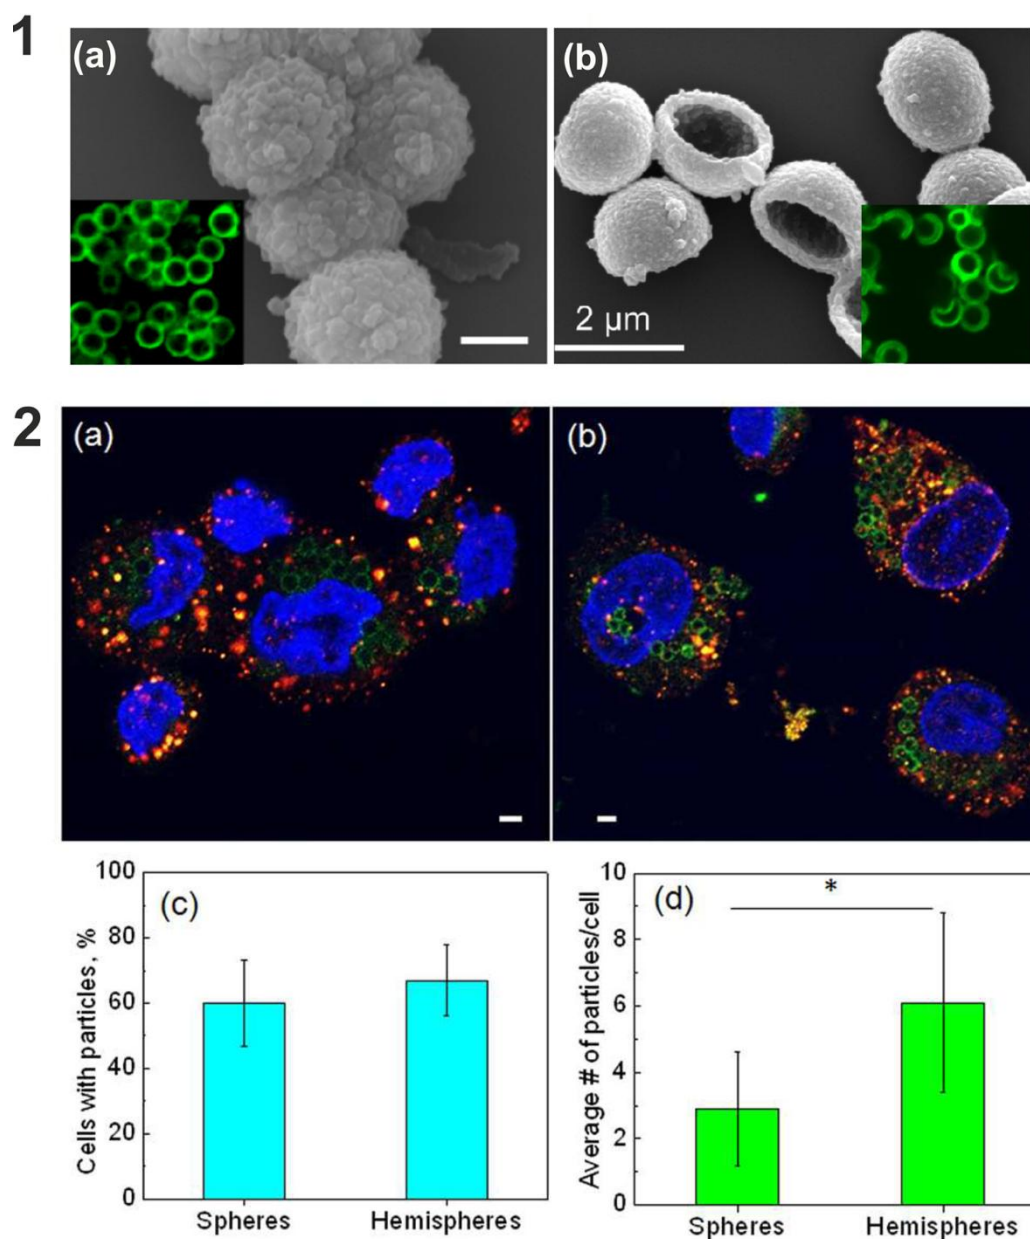 1
(a)
(b)
2 µm
2
(a)
(b)
(c)
Cells with particles, %
100
80
60
40
20
0
Spheres
Hemispheres
(d)
*
Average # of particles/cell
10
8
6
4
2
0
Spheres
Hemispheres